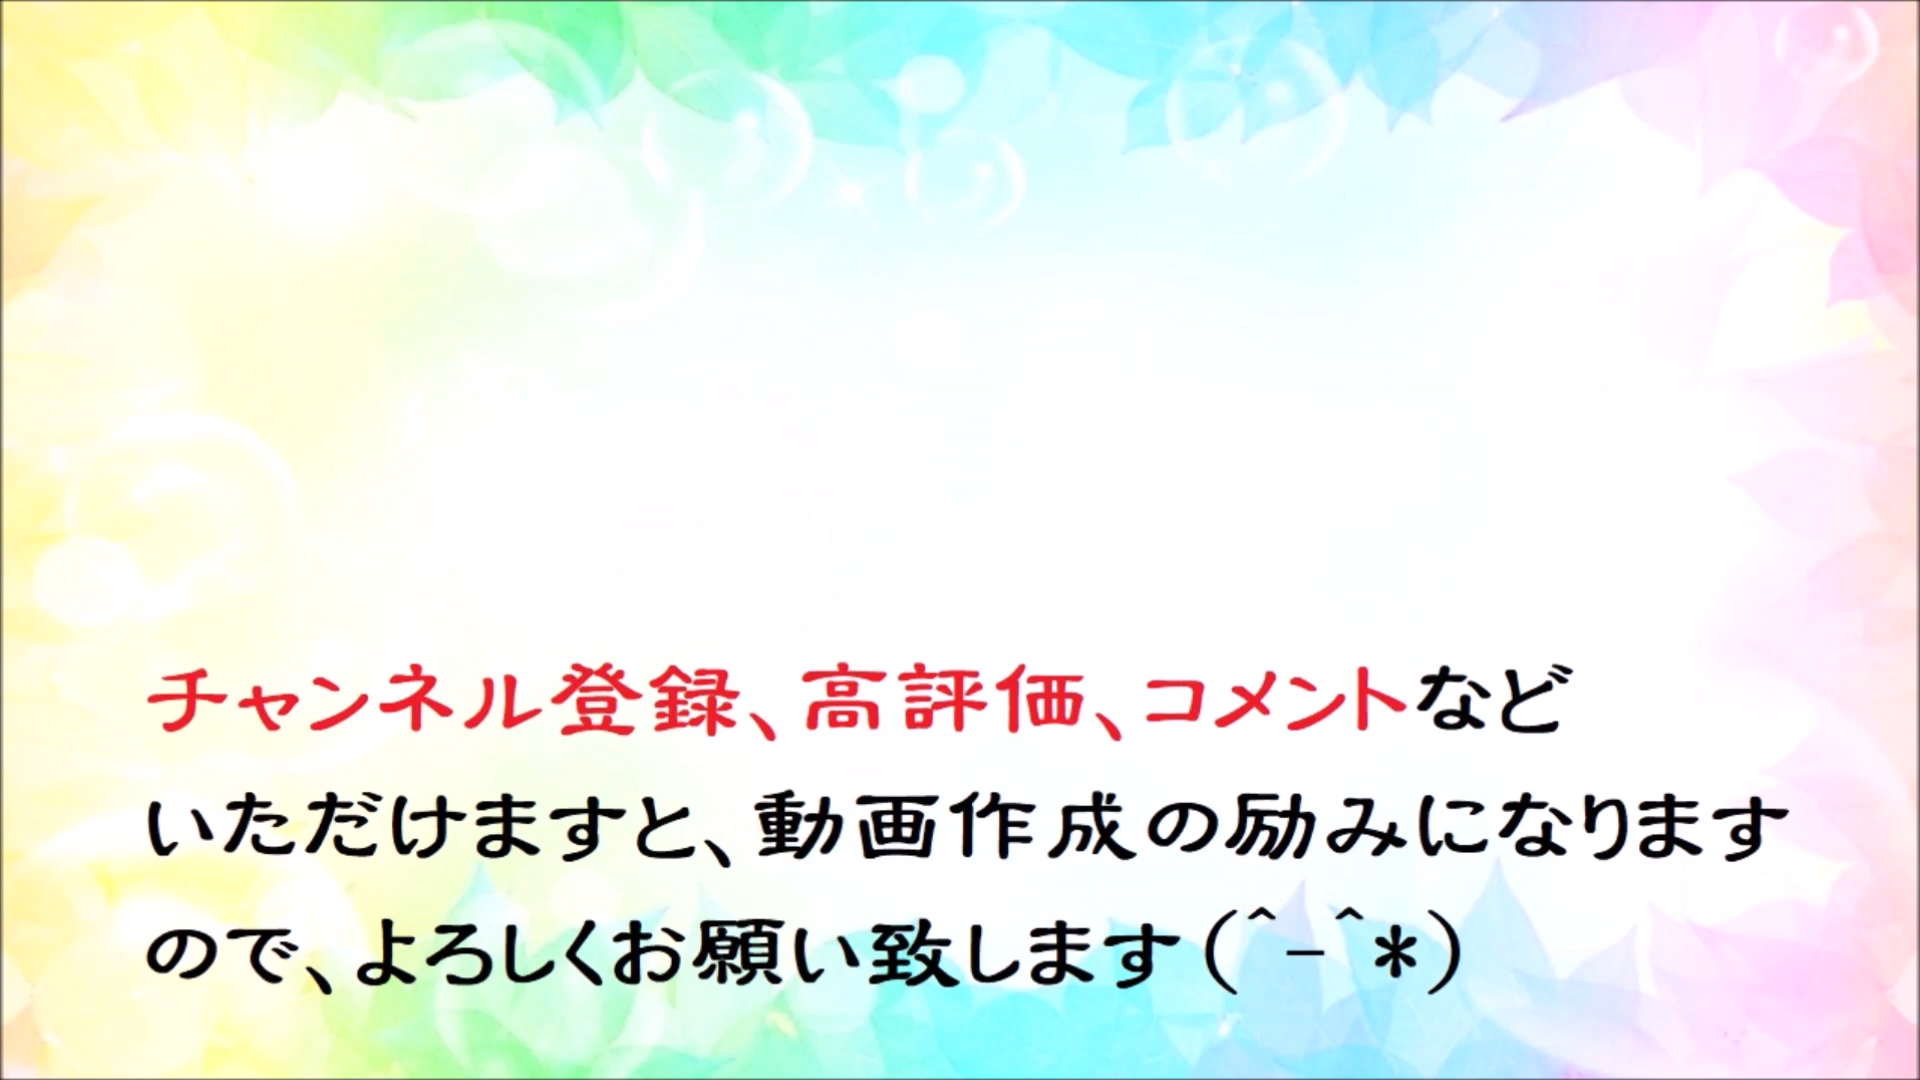 チャンネル登録、高評価、コメントなど
いただけますと、動画作成の励みになります
ので、よろしくお願い致します(^-^*)